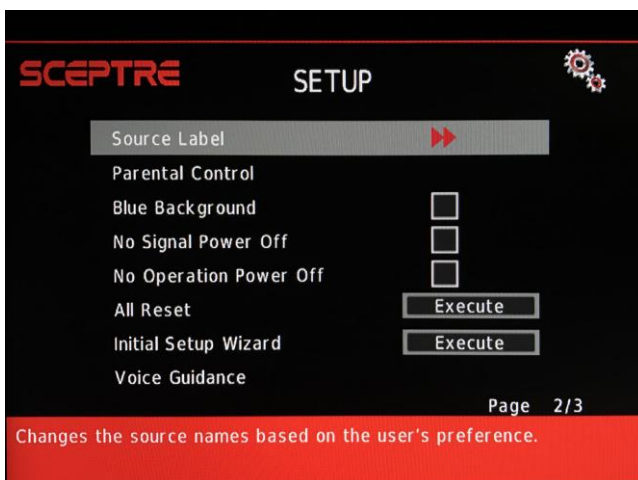 SCEPTRE
SETUP
Source Label
Parental Control
Blue Background
No Signal Power Off
No Operation Power Off
All Reset Execute
Initial Setup Wizard Execute
Voice Guidance
Page 2/3
Changes the source names based on the user's preference.